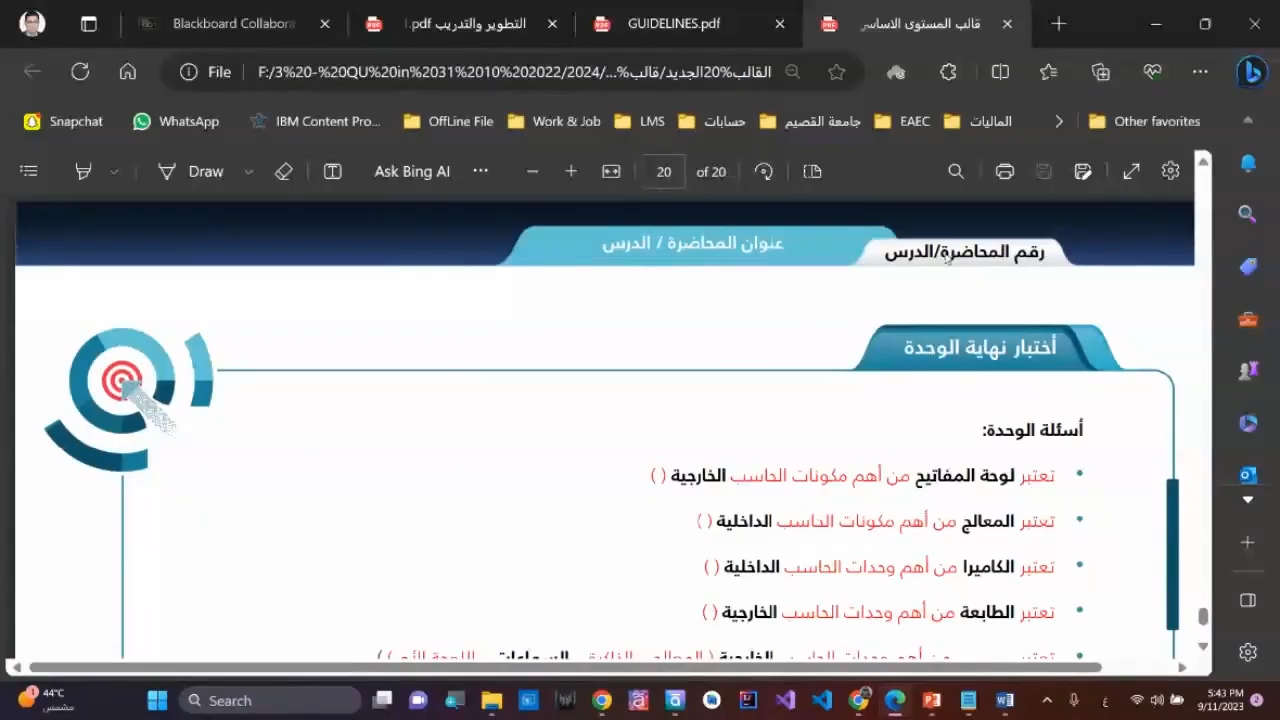 Blackboard Collabora
التطوير والتدريب ا.pdf
GUIDELINES.pdf
قالب المستوى الاساسي
File
F:/3%20-%20QU%20in%2031%2010%202022/2024/...%القالب%20الجديد/قالب
Snapchat
WhatsApp
IBM Content Pro...
OffLine File
Work & Job
LMS
حسابات
جامعة القصيم
EAEC
الماليات
Other favorites
Draw
Ask Bing AI
20 of 20
رقم المحاضرة/الدرس
عنوان المحاضرة / الدرس
أختبار نهاية الوحدة
أسئلة الوحدة:
تعتبر لوحة المفاتيح من أهم مكونات الحاسب الخارجية ( )
تعتبر المعالج من أهم مكونات الحاسب الداخلية ( )
تعتبر الكاميرا من أهم وحدات الحاسب الداخلية ( )
تعتبر الطابعة من أهم وحدات الحاسب الخارجية ( )
44°C
مشمس
Search
ع
5:43 PM
9/11/2023